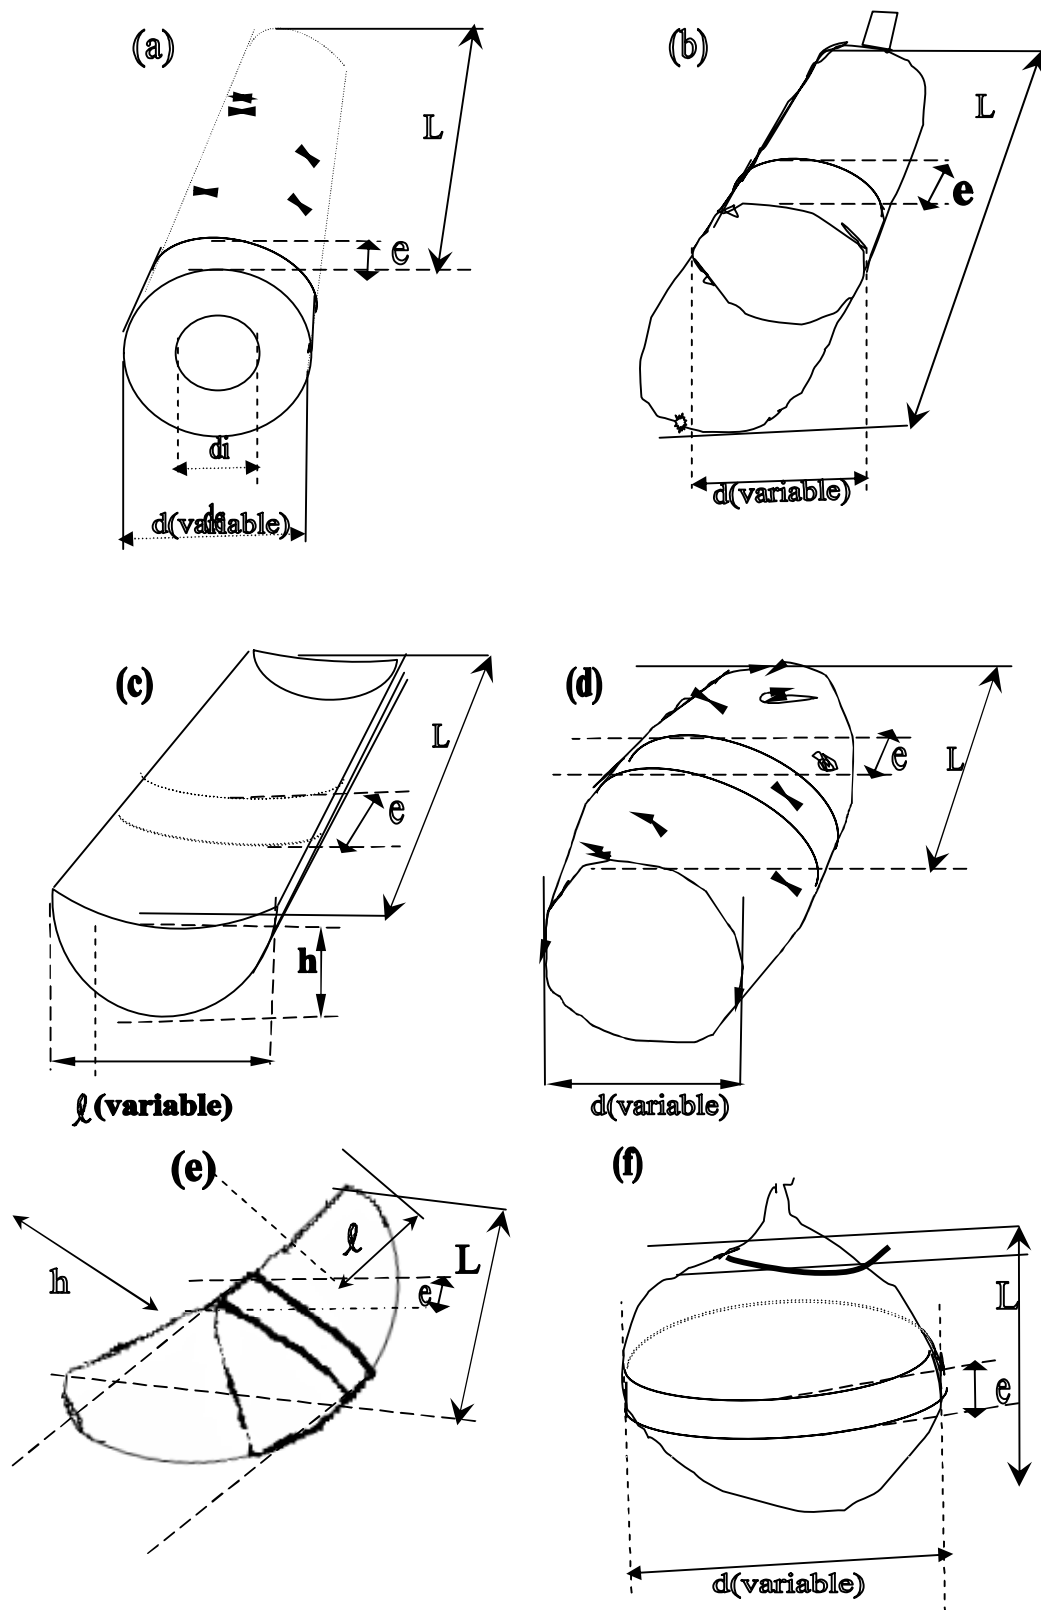 (a)
L
e
di
d(variable)
(b)
L
e
d(variable)
(c)
L
e
h
ℓ(variable)
(d)
e
L
d(variable)
(e)
ℓ
L
h
e
(f)
L
e
d(variable)